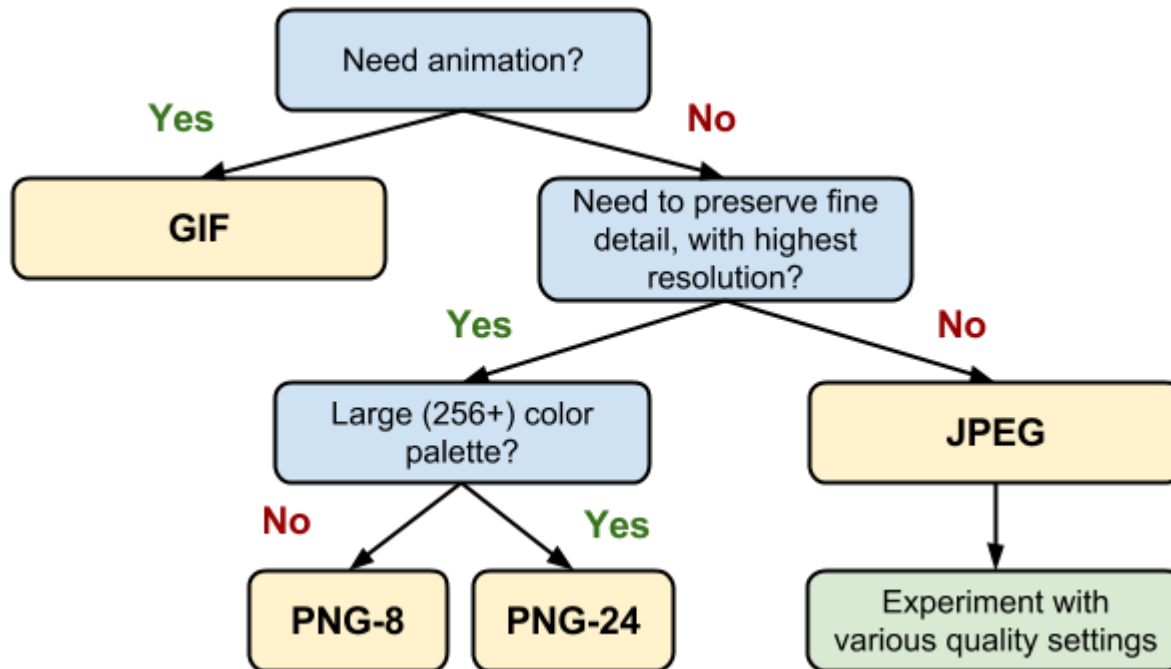 Need animation?
Yes
No
GIF
Need to preserve fine
detail, with highest
resolution?
Yes
No
Large (256+) color
palette?
JPEG
No
Yes
PNG-8
PNG-24
Experiment with
various quality settings